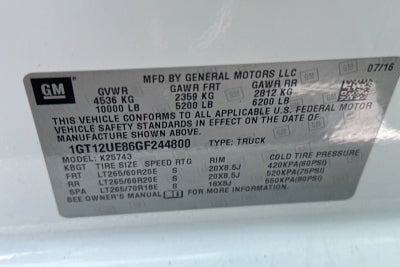 GM
MFD BY GENERAL MOTORS LLC
07/16
GVWR GAWR FRT GAWR RR
4536 KG 2359 KG 2812 KG
10000 LB 5200 LB 6200 LB
THIS VEHICLE CONFORMS TO ALL APPLICABLE U.S. FEDERAL MOTOR
VEHICLE SAFETY STANDARDS IN EFFECT ON THE DATE OF
MANUFACTURE SHOWN ABOVE.
1GT12UE86GF244800 TYPE: TRUCK
MODEL: K25743
KBGT TIRE SIZE SPEED RTG RIM COLD TIRE PRESSURE
FRT LT265/60R20E S 20X8.5J 420KPA(60PSI)
RR LT265/60R20E S 20X8.5J 520KPA(75PSI)
SPA LT265/70R18E S 18X8J 550KPA(80PSI)
SEE OWNER'S MANUAL FOR MORE INFORMATION.